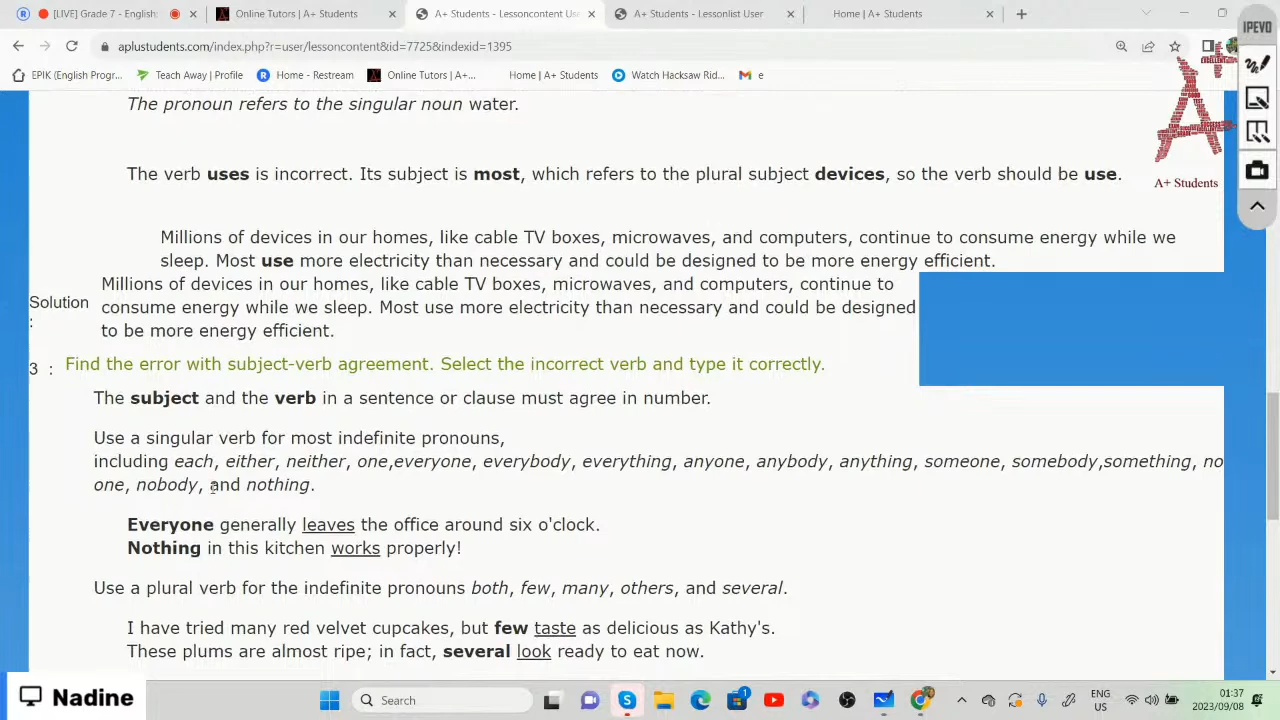 [LIVE] Grade 7 - English
Online Tutors | A+ Students
A+ Students - Lessoncontent Use
A+ Students - Lessonlist User
Home | A+ Students
IPEVO
aplustudents.com/index.php?r=user/lessoncontent&id=7725&indexid=1395
EPIK (English Progr...
Teach Away | Profile
Home - Restream
Online Tutors | A+...
Home | A+ Students
Watch Hacksaw Rid...
e
The pronoun refers to the singular noun water.
The verb uses is incorrect. Its subject is most, which refers to the plural subject devices, so the verb should be use.
A+ Students
Millions of devices in our homes, like cable TV boxes, microwaves, and computers, continue to consume energy while we
sleep. Most use more electricity than necessary and could be designed to be more energy efficient.
Solution :
Millions of devices in our homes, like cable TV boxes, microwaves, and computers, continue to
consume energy while we sleep. Most use more electricity than necessary and could be designed
to be more energy efficient.
3 : Find the error with subject-verb agreement. Select the incorrect verb and type it correctly.
The subject and the verb in a sentence or clause must agree in number.
Use a singular verb for most indefinite pronouns,
including each, either, neither, one,everyone, everybody, everything, anyone, anybody, anything, someone, somebody,something, no
one, nobody, and nothing.
Everyone generally leaves the office around six o'clock.
Nothing in this kitchen works properly!
Use a plural verb for the indefinite pronouns both, few, many, others, and several.
I have tried many red velvet cupcakes, but few taste as delicious as Kathy's.
These plums are almost ripe; in fact, several look ready to eat now.
Nadine
Search
ENG
US
01:37
2023/09/08